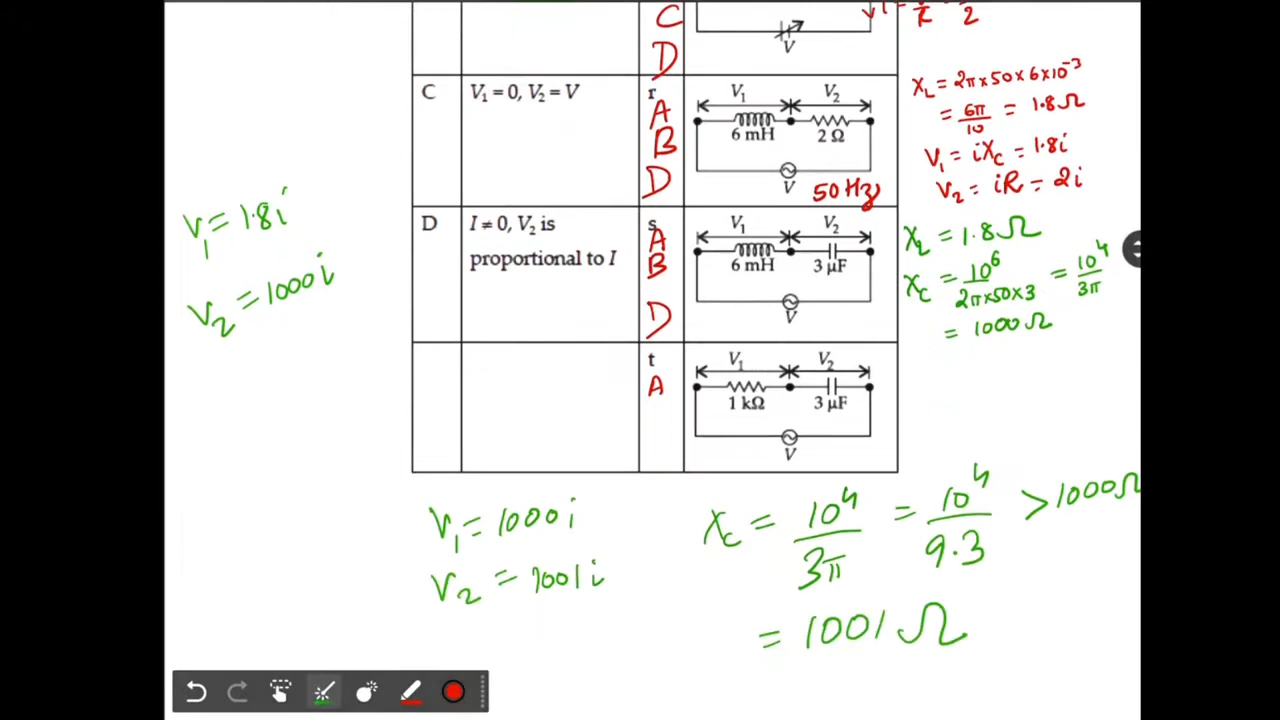 C
D
V
R
2
C
V₁ = 0, V₂ = V
r
A
B
D
V₁ V₂
6 mH 2 Ω
V
50 Hz
X_L = 2π×50×6×10⁻³
= 6π/10 = 1.8 Ω
V₁ = iX_C = 1.8i
V₂ = iR = 2i
D
I ≠ 0, V₂ is
proportional to I
s
A
B
D
V₁ V₂
6 mH 3 µF
V
X_L = 1.8 Ω
X_C = 10⁶/2π×50×3 = 10⁴/3π
= 1000 Ω
V₁ = 1.8i
V₂ = 1000i
t
A
V₁ V₂
1 kΩ 3 µF
V
V₁ = 1000i
V₂ = 1001i
X_C = 10⁴/3π = 10⁴/9.3 > 1000Ω
= 1001 Ω